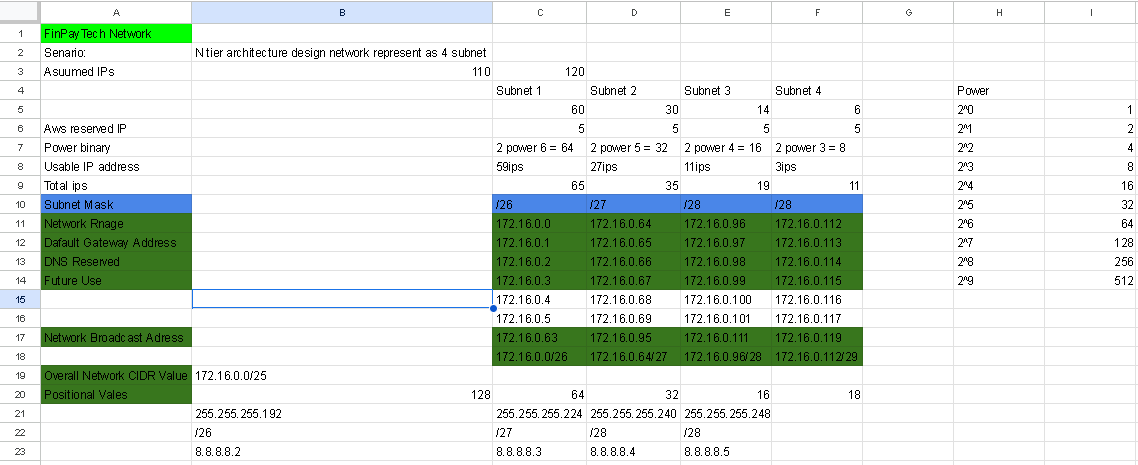 A B C D E F G H I
1 FinPayTech Network
2 Senario: N tier architecture design network represent as 4 subnet
3 Asuumed IPs 110 120
4 Subnet 1 Subnet 2 Subnet 3 Subnet 4 Power
5 60 30 14 6 2^0 1
6 Aws reserved IP 5 5 5 5 2^1 2
7 Power binary 2 power 6 = 64 2 power 5 = 32 2 power 4 = 16 2 power 3 = 8 2^2 4
8 Usable IP address 59ips 27ips 11ips 3ips 2^3 8
9 Total ips 65 35 19 11 2^4 16
10 Subnet Mask /26 /27 /28 /28 2^5 32
11 Network Rnage 172.16.0.0 172.16.0.64 172.16.0.96 172.16.0.112 2^6 64
12 Dafault Gateway Address 172.16.0.1 172.16.0.65 172.16.0.97 172.16.0.113 2^7 128
13 DNS Reserved 172.16.0.2 172.16.0.66 172.16.0.98 172.16.0.114 2^8 256
14 Future Use 172.16.0.3 172.16.0.67 172.16.0.99 172.16.0.115 2^9 512
15 172.16.0.4 172.16.0.68 172.16.0.100 172.16.0.116
16 172.16.0.5 172.16.0.69 172.16.0.101 172.16.0.117
17 Network Broadcast Adress 172.16.0.63 172.16.0.95 172.16.0.111 172.16.0.119
18 172.16.0.0/26 172.16.0.64/27 172.16.0.96/28 172.16.0.112/29
19 Overall Network CIDR Value 172.16.0.0/25
20 Positional Vales 128 64 32 16 18
21 255.255.255.192 255.255.255.224 255.255.255.240 255.255.255.248
22 /26 /27 /28 /28
23 8.8.8.8.2 8.8.8.8.3 8.8.8.8.4 8.8.8.8.5